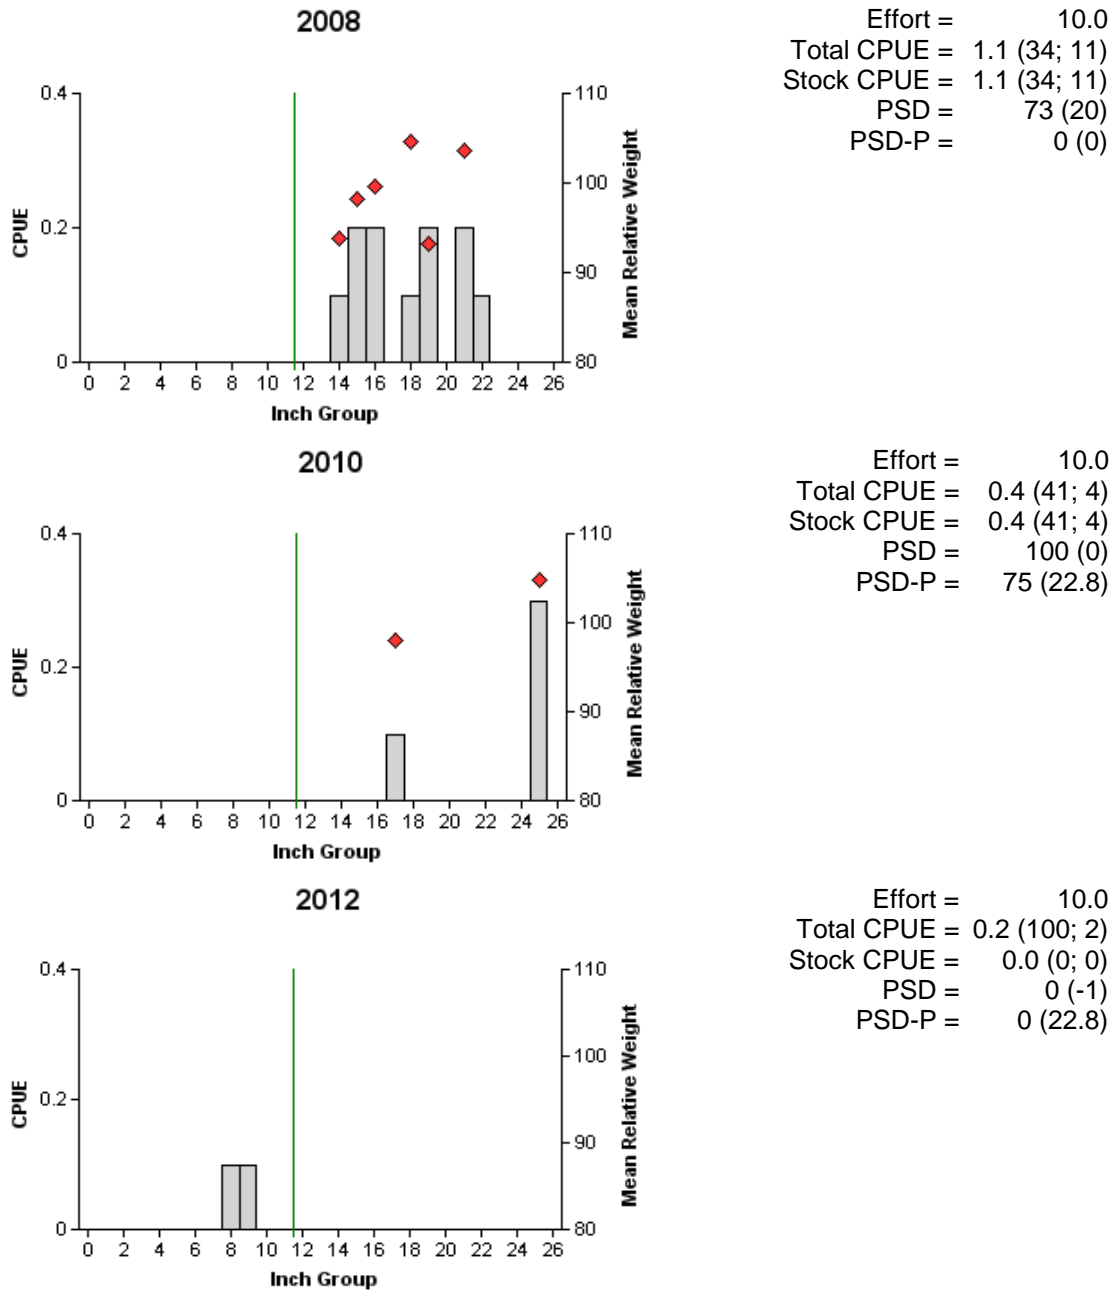 2008
Effort = 10.0
Total CPUE = 1.1 (34; 11)
Stock CPUE = 1.1 (34; 11)
PSD = 73 (20)
PSD-P = 0 (0)
0.4
0.2
0
CPUE
110
100
90
80
Mean Relative Weight
0 2 4 6 8 10 12 14 16 18 20 22 24 26
Inch Group
2010
Effort = 10.0
Total CPUE = 0.4 (41; 4)
Stock CPUE = 0.4 (41; 4)
PSD = 100 (0)
PSD-P = 75 (22.8)
0.4
0.2
0
CPUE
110
100
90
80
Mean Relative Weight
0 2 4 6 8 10 12 14 16 18 20 22 24 26
Inch Group
2012
Effort = 10.0
Total CPUE = 0.2 (100; 2)
Stock CPUE = 0.0 (0; 0)
PSD = 0 (-1)
PSD-P = 0 (22.8)
0.4
0.2
0
CPUE
110
100
90
80
Mean Relative Weight
0 2 4 6 8 10 12 14 16 18 20 22 24 26
Inch Group